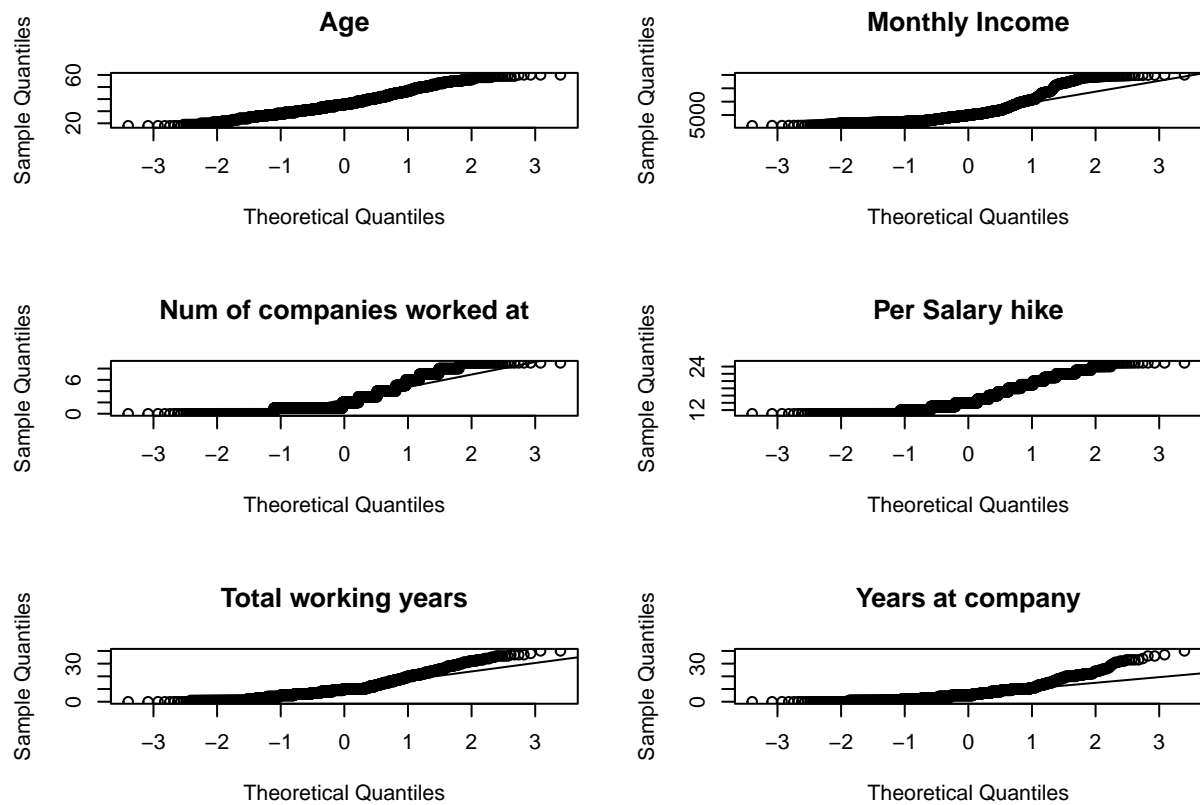 Age
Sample Quantiles
60
20
−3 −2 −1 0 1 2 3
Theoretical Quantiles
Monthly Income
Sample Quantiles
5000
−3 −2 −1 0 1 2 3
Theoretical Quantiles
Num of companies worked at
Sample Quantiles
6
0
−3 −2 −1 0 1 2 3
Theoretical Quantiles
Per Salary hike
Sample Quantiles
24
12
−3 −2 −1 0 1 2 3
Theoretical Quantiles
Total working years
Sample Quantiles
30
0
−3 −2 −1 0 1 2 3
Theoretical Quantiles
Years at company
Sample Quantiles
30
0
−3 −2 −1 0 1 2 3
Theoretical Quantiles